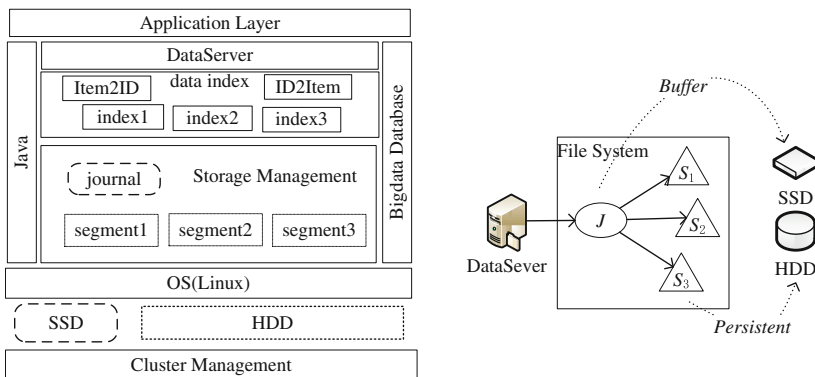 Application Layer
Java
DataServer
Item2ID
data index
ID2Item
index1
index2
index3
journal
Storage Management
segment1
segment2
segment3
Bigdata Database
OS(Linux)
SSD
HDD
Cluster Management
Buffer
File System
S1
J
S2
S3
DataSever
SSD
HDD
Persistent